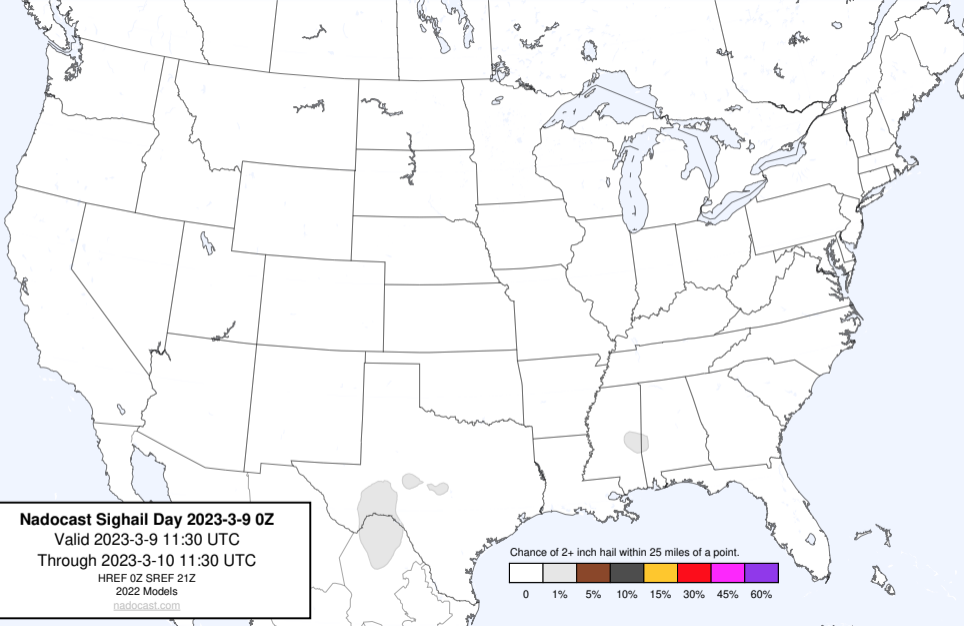 Nadocast Sighail Day 2023-3-9 0Z
Valid 2023-3-9 11:30 UTC
Through 2023-3-10 11:30 UTC
HREF 0Z SREF 21Z
2022 Models
nadocast.com
Chance of 2+ inch hail within 25 miles of a point.
0 1% 5% 10% 15% 30% 45% 60%